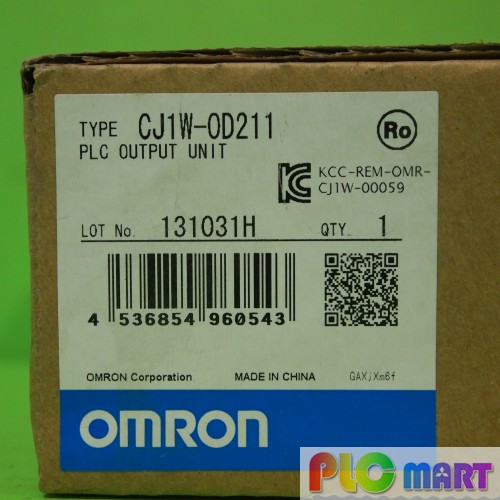 TYPE CJ1W-OD211
PLC OUTPUT UNIT
Ro
KCC-REM-OMR-
CJ1W-00059
LOT No. 131031H QTY. 1
4 536854 960543
OMRON Corporation MADE IN CHINA GAXjXm6f
OMRON
PLC MART